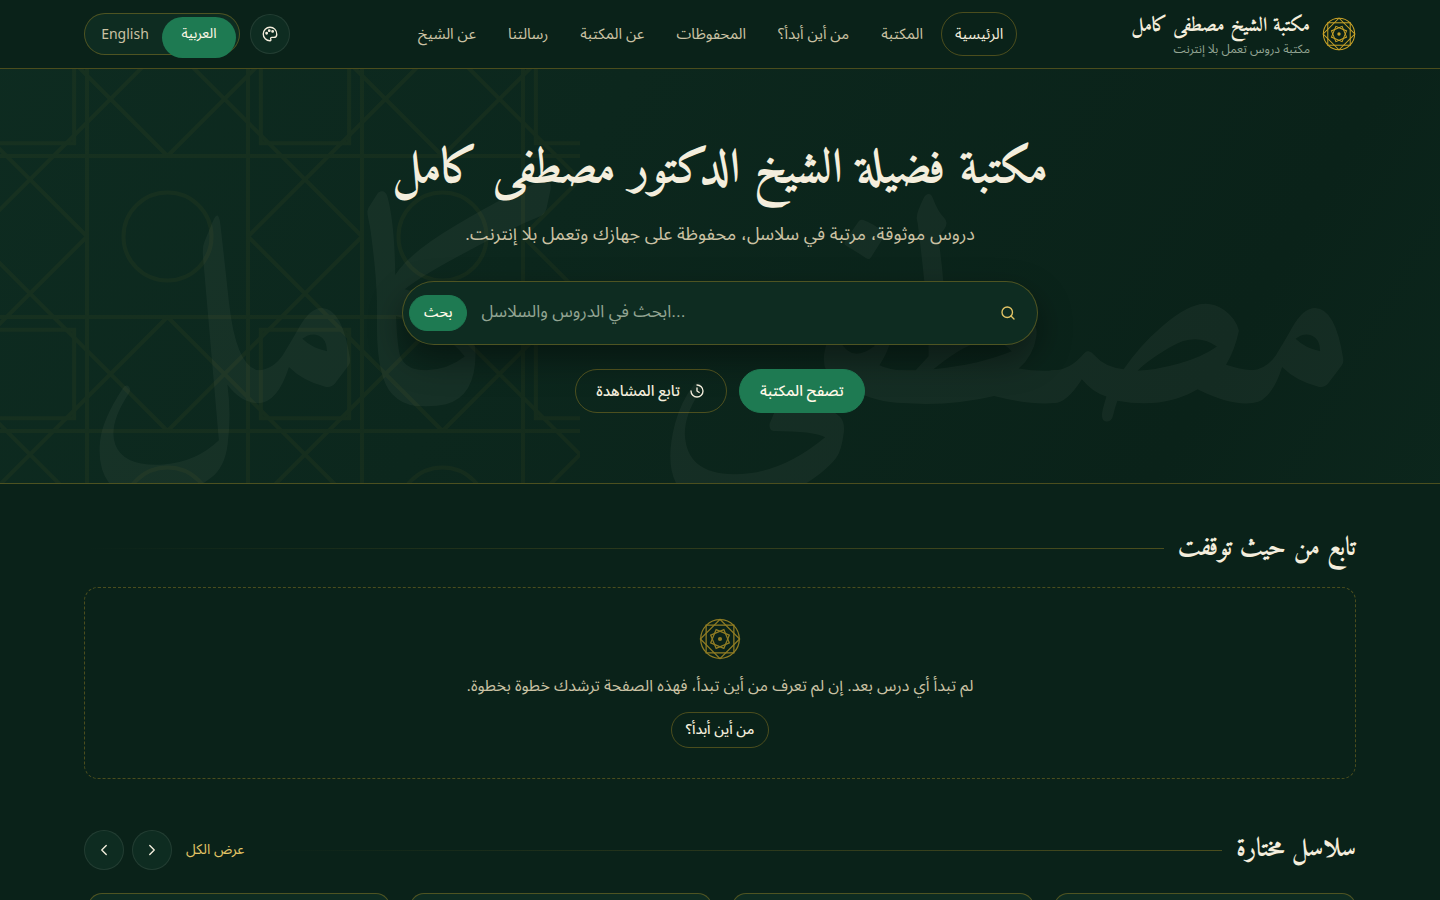 مكتبة الشيخ مصطفى كامل
مكتبة دروس تعمل بلا إنترنت
الرئيسية
المكتبة
من أين أبدأ؟
المحفوظات
عن المكتبة
رسالتنا
عن الشيخ
العربية
English
مصطفى كامل
مكتبة فضيلة الشيخ الدكتور مصطفى كامل
دروس موثوقة، مرتبة في سلاسل، محفوظة على جهازك وتعمل بلا إنترنت.
ابحث في الدروس والسلاسل...
بحث
تصفح المكتبة
تابع المشاهدة
تابع من حيث توقفت
لم تبدأ أي درس بعد. إن لم تعرف من أين تبدأ، فهذه الصفحة ترشدك خطوة بخطوة.
من أين أبدأ؟
سلاسل مختارة
عرض الكل